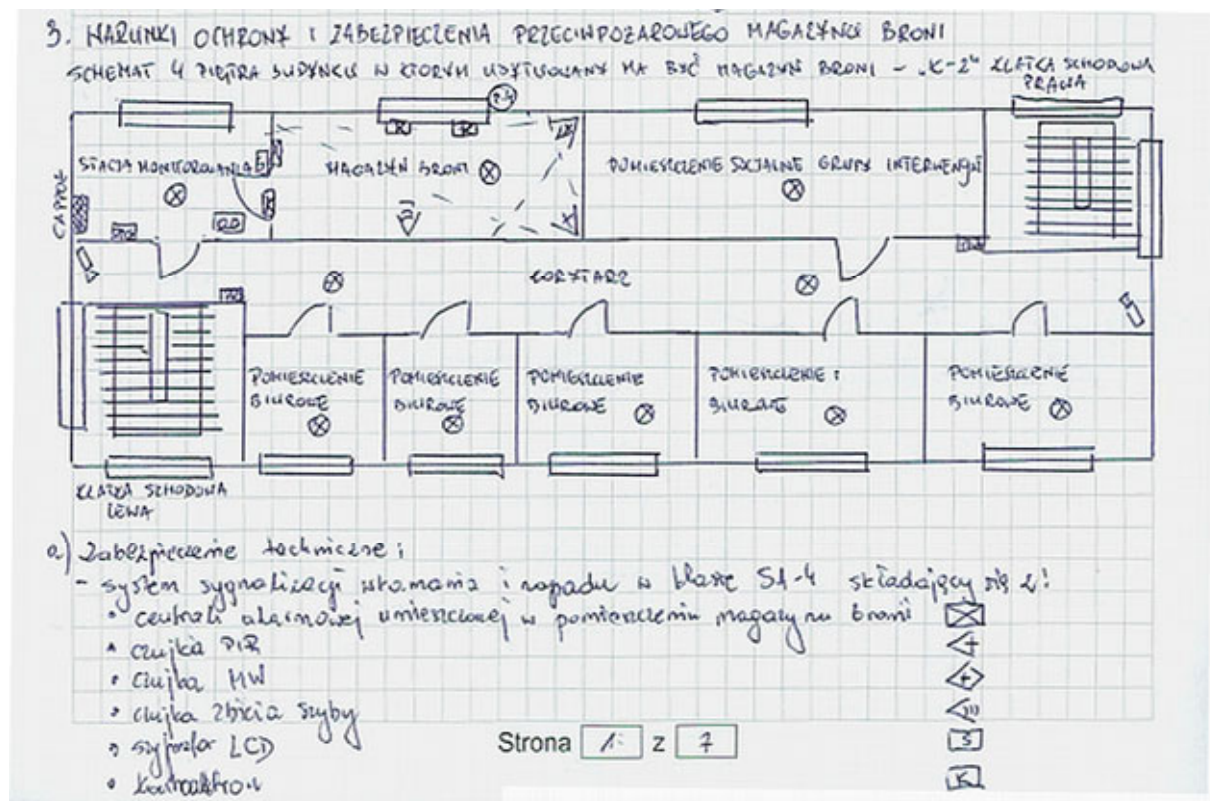 3. WARUNKI OCHRONY I ZABEZPIECZENIA PRZECIWPOŻAROWEGO MAGAZYNU BRONI
SCHEMAT 4 PIĘTRA BUDYNKU W KTÓRYM USYTUOWANY MA BYĆ MAGAZYN BRONI - "K-2" KLATKA SCHODOWA
PRAWA
STACJA MONITOROWANIA
MAGAZYN BRONI
POMIESZCZENIE SOCJALNE GRUPY INTERWENCYJN
KORYTARZ
POMIESZCZENIE
BIUROWE
POMIESZCZENIE
BIUROWE
POMIESZCZENIE
BIUROWE
POMIESZCZENIE
BIUROWE
POMIESZCZENIE
BIUROWE
KLATKA SCHODOWA
LEWA
a.) Zabezpieczenie techniczne:
- system sygnalizacji włamania i napadu w klasie SA-4 składający się z:
• centrali alarmowej umieszczonej w pomieszczeniu magazynu broni
• czujka PIR
• czujka MW
• czujka zbicia szyby
• szyfrator LCD S
• kontaktron K
Strona 1. z 7